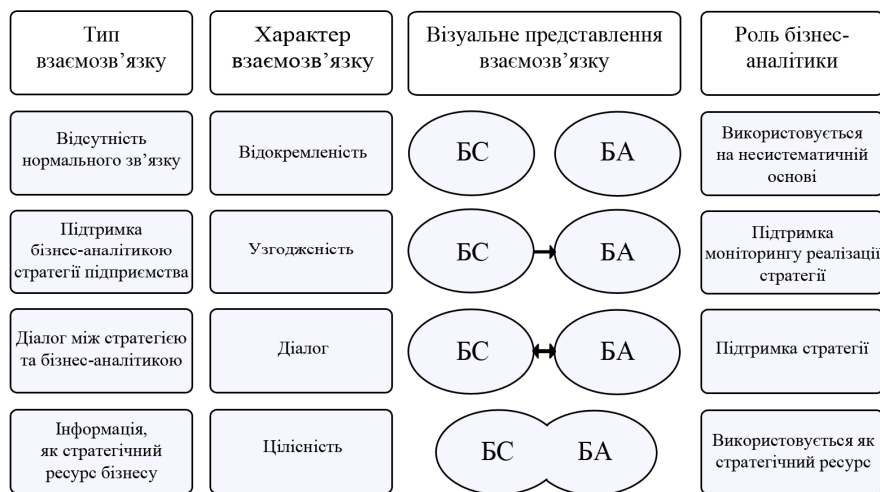 Тип
взаємозв’язку
Характер
взаємозв’язку
Візуальне представлення
взаємозв’язку
Роль бізнес-
аналітики
Відсутність
нормального зв’язку
Відокремленість
БС
БА
Використовується
на несистематичній
основі
Підтримка
бізнес-аналітикою
стратегії підприємства
Узгодженість
БС
БА
Підтримка
моніторингу реалізації
стратегії
Діалог між стратегією
та бізнес-аналітикою
Діалог
БС
БА
Підтримка стратегії
Інформація,
як стратегічний
ресурс бізнесу
Цілісність
БС
БА
Використовується як
стратегічний ресурс